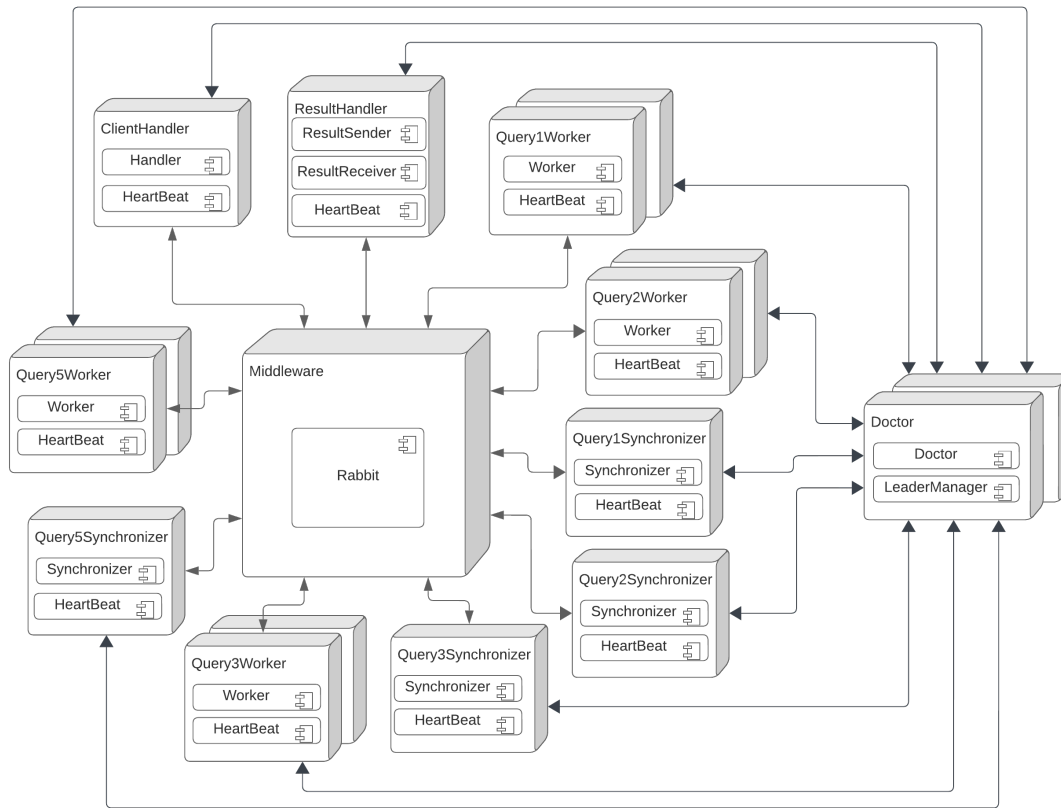 ClientHandler
Handler
HeartBeat
ResultHandler
ResultSender
ResultReceiver
HeartBeat
Query1Worker
Worker
HeartBeat
Query2Worker
Worker
HeartBeat
Middleware
Rabbit
Query5Worker
Worker
HeartBeat
Query1Synchronizer
Synchronizer
HeartBeat
Doctor
Doctor
LeaderManager
Query5Synchronizer
Synchronizer
HeartBeat
Query2Synchronizer
Synchronizer
HeartBeat
Query3Worker
Worker
HeartBeat
Query3Synchronizer
Synchronizer
HeartBeat